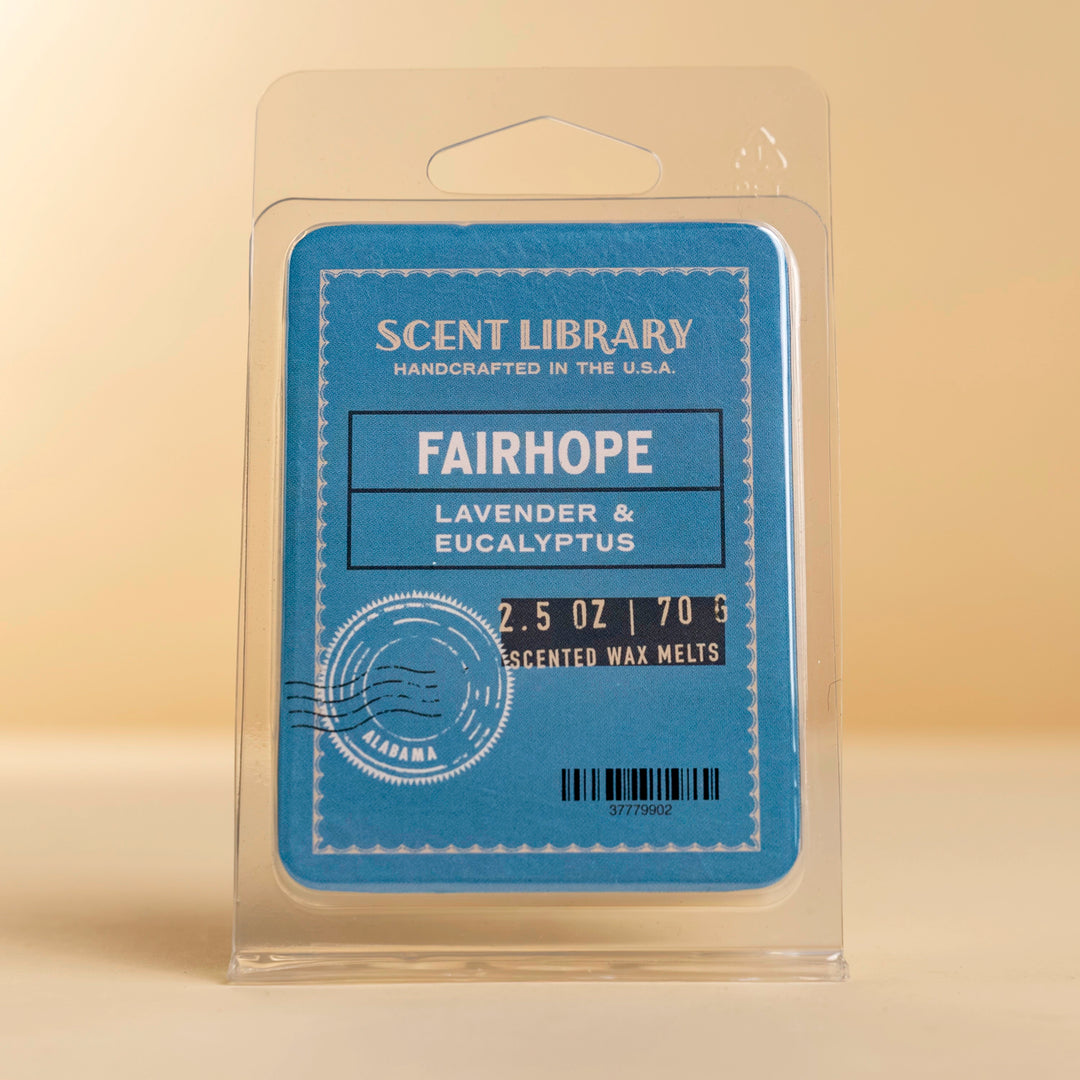 SCENT LIBRARY
HANDCRAFTED IN THE U.S.A.
FAIRHOPE
LAVENDER &
EUCALYPTUS
2.5 OZ | 70 G
SCENTED WAX MELTS
ALABAMA
37779902